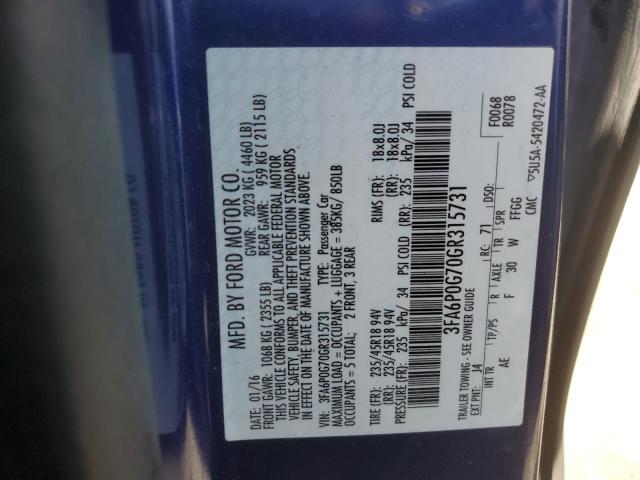 MFD. BY FORD MOTOR CO.
DATE: 01/16 GVWR: 2023 KG ( 4460 LB)
FRONT GAWR: 1068 KG ( 2355 LB) REAR GAWR: 959 KG ( 2115 LB)
THIS VEHICLE CONFORMS TO ALL APPLICABLE FEDERAL MOTOR
VEHICLE SAFETY, BUMPER, AND THEFT PREVENTION STANDARDS
IN EFFECT ON THE DATE OF MANUFACTURE SHOWN ABOVE.
VIN: 3FA6P0G70GR315731 TYPE: Passenger Car
MAXIMUM LOAD = OCCUPANTS + LUGGAGE = 385KG/ 850LB
OCCUPANTS = 5 TOTAL; 2 FRONT, 3 REAR
TIRE (FR): 235/45R18 94V RIMS (FR): 18x8.0J
(RR): 235/45R18 94V (RR): 18x8.0J
PRESSURE (FR): 235 kPa/ 34 PSI COLD (RR): 235 kPa/ 34 PSI COLD
3FA6P0G70GR315731
TRAILER TOWING - SEE OWNER GUIDE
EXT PNT: J4 RC: 71 DSO: F0068
R0078
INT TR TP/PS R AXLE TR SPR
AE F 30 W FFGG
CMC ▽5U5A-5420472-AA